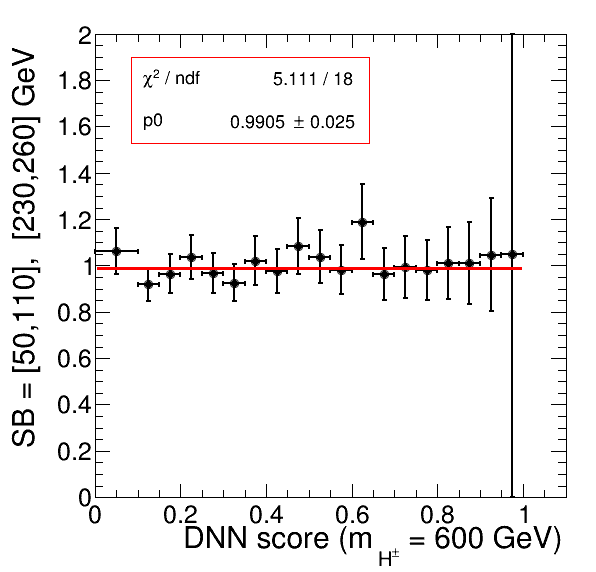 SB = [50,110], [230,260] GeV
χ² / ndf 5.111 / 18
p0 0.9905 ± 0.025
2
1.8
1.6
1.4
1.2
1
0.8
0.6
0.4
0.2
0
0 0.2 0.4 0.6 0.8 1
DNN score (m_H± = 600 GeV)